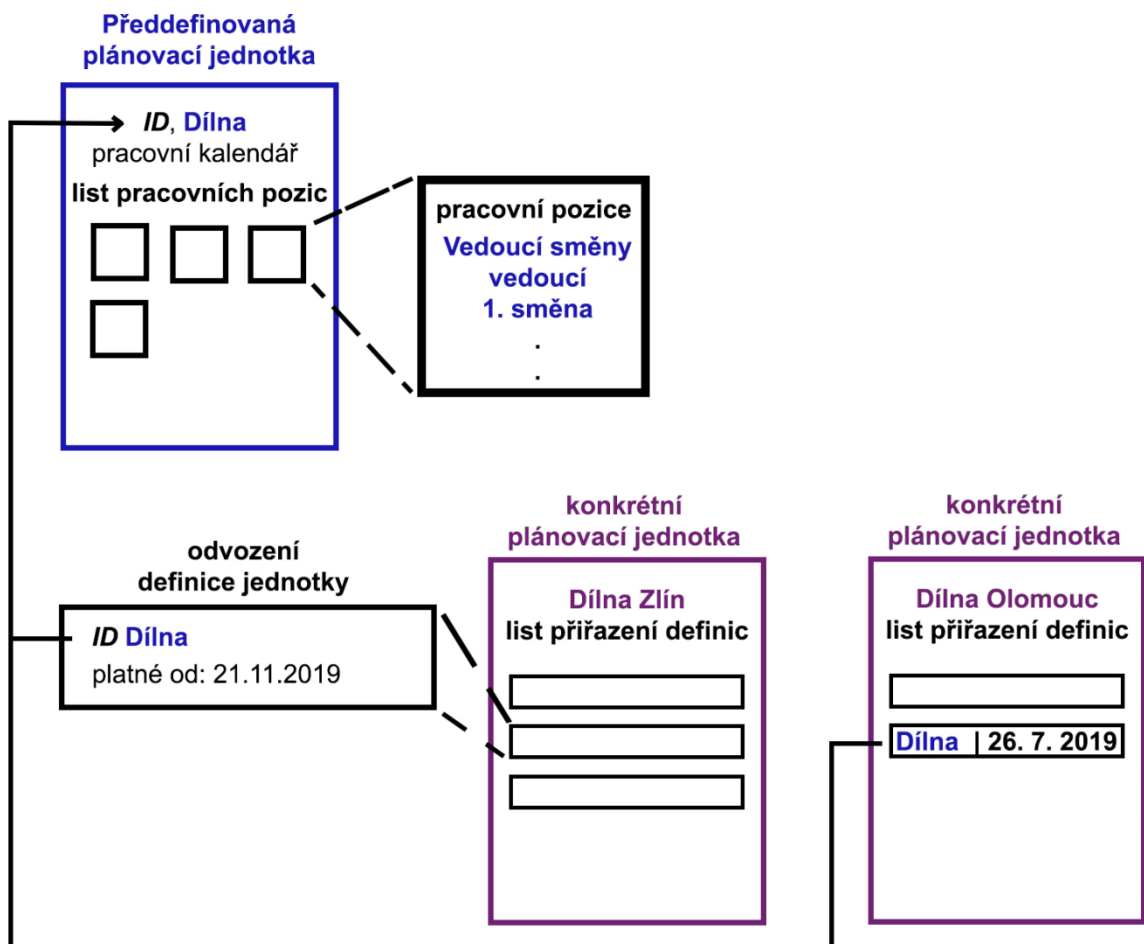 Předdefinovaná
plánovací jednotka
ID, Dílna
pracovní kalendář
list pracovních pozic
pracovní pozice
Vedoucí směny
vedoucí
1. směna
.
.
odvození
definice jednotky
ID Dílna
platné od: 21.11.2019
konkrétní
plánovací jednotka
Dílna Zlín
list přiřazení definic
konkrétní
plánovací jednotka
Dílna Olomouc
list přiřazení definic
Dílna | 26. 7. 2019